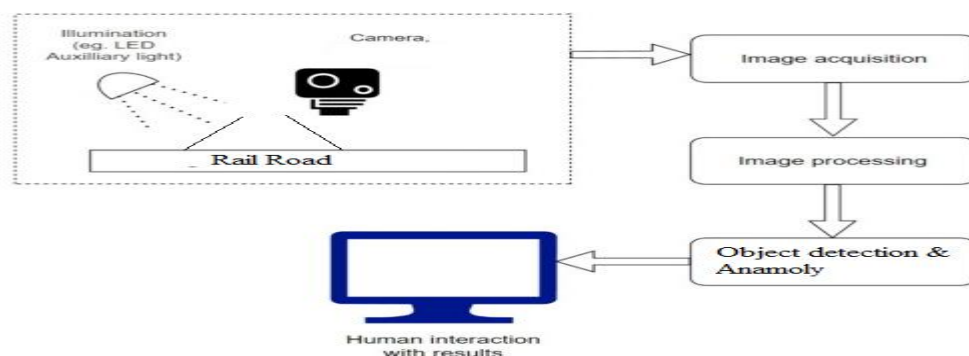 Illumination
(eg. LED
Auxilliary light)
Camera,
Rail Road
Image acquisition
Image processing
Object detection &
Anamoly
Human interaction
with results